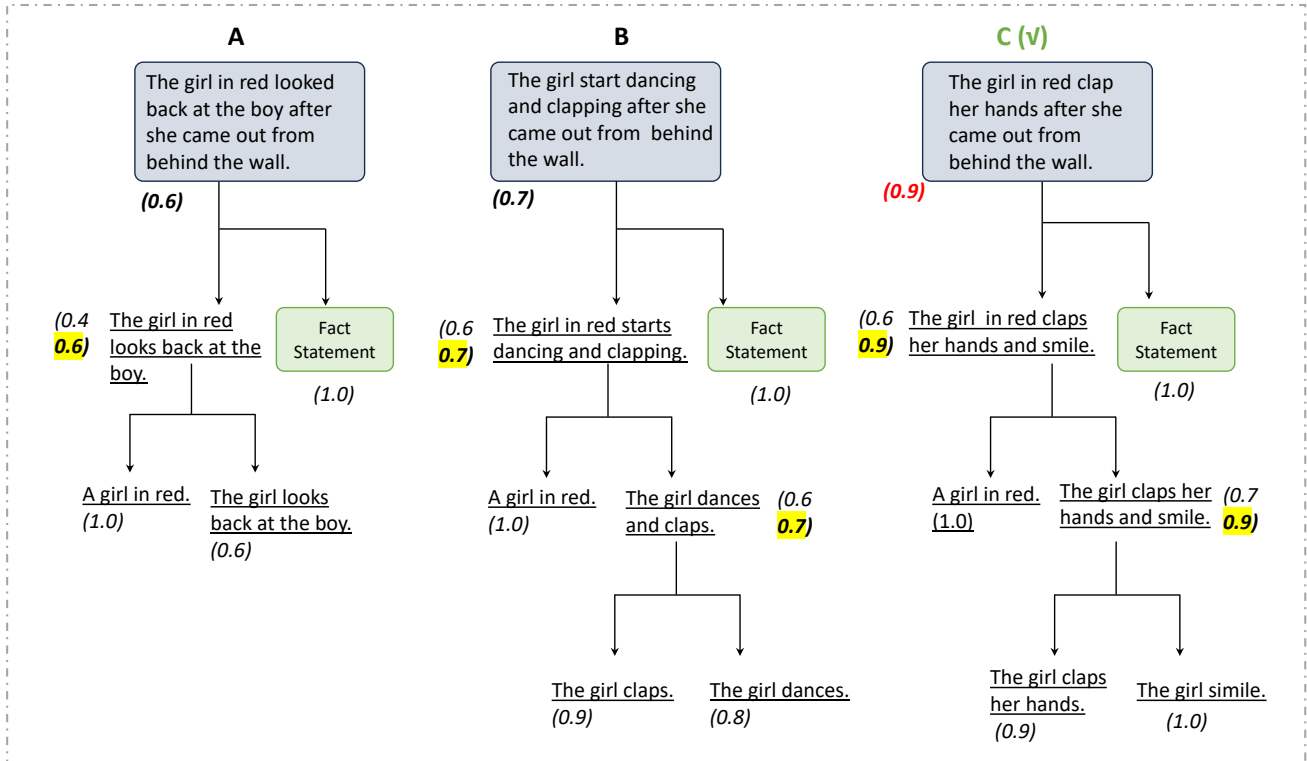 A
B
C (√)
The girl in red looked
back at the boy after
she came out from
behind the wall.
The girl start dancing
and clapping after she
came out from behind
the wall.
The girl in red clap
her hands after she
came out from
behind the wall.
(0.6)
(0.7)
(0.9)
(0.4
0.6)
The girl in red
looks back at the
boy.
Fact
Statement
(1.0)
(0.6
0.7)
The girl in red starts
dancing and clapping.
Fact
Statement
(1.0)
(0.6
0.9)
The girl in red claps
her hands and smile.
Fact
Statement
(1.0)
A girl in red.
(1.0)
The girl looks
back at the boy.
(0.6)
A girl in red.
(1.0)
The girl dances
and claps.
(0.6
0.7)
A girl in red.
(1.0)
The girl claps her
hands and smile.
(0.7
0.9)
The girl claps.
(0.9)
The girl dances.
(0.8)
The girl claps
her hands.
(0.9)
The girl simile.
(1.0)